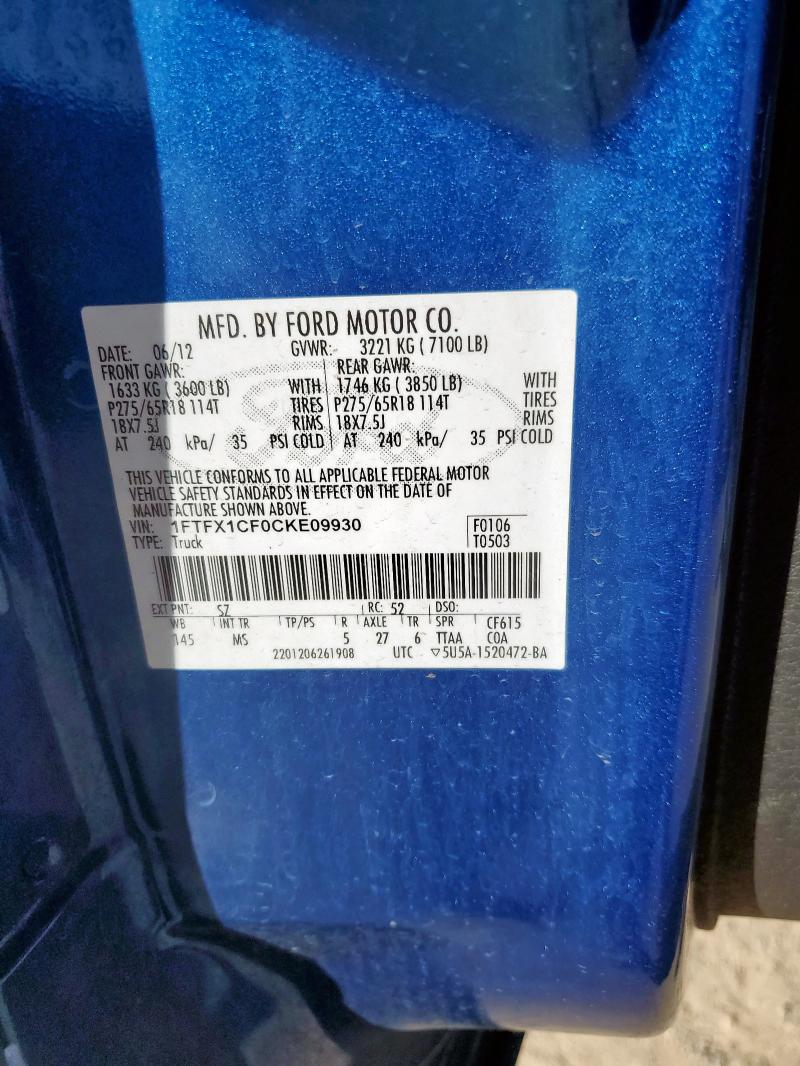 MFD. BY FORD MOTOR CO.
DATE: 06/12 GVWR:- 3221 KG ( 7100 LB)
FRONT GAWR: REAR GAWR:
1633 KG ( 3600 LB) WITH 1746 KG ( 3850 LB) WITH
P275/65R18 114T TIRES P275/65R18 114T TIRES
18X7.5J RIMS 18X7.5J RIMS
AT 240 kPa/ 35 PSI COLD AT 240 kPa/ 35 PSI COLD
Ford
THIS VEHICLE CONFORMS TO ALL APPLICABLE FEDERAL MOTOR
VEHICLE SAFETY STANDARDS IN EFFECT ON THE DATE OF
MANUFACTURE SHOWN ABOVE.
VIN: 1FTFX1CF0CKE09930 F0106
TYPE: Truck T0503
EXT PNT: SZ RC: 52 DSO:
WB INT TR TP/PS R AXLE TR SPR CF615
145 MS 5 27 6 TTAA COA
2201206261908 UTC ▽5U5A-1520472-BA